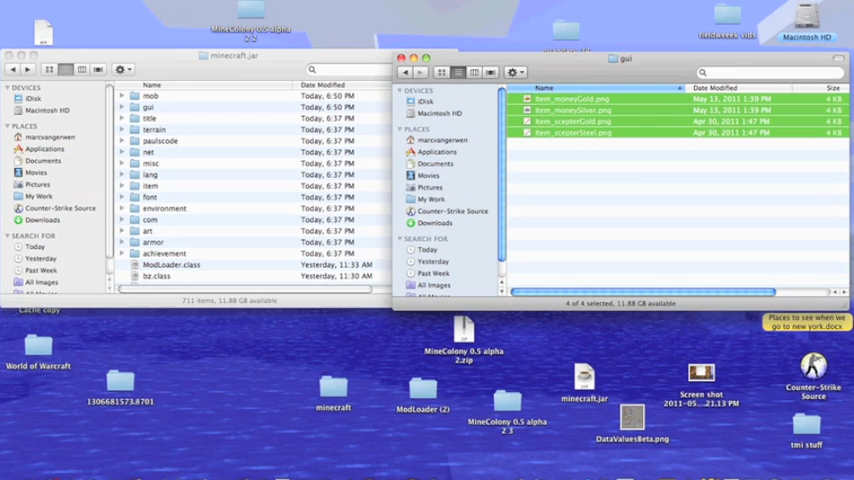 MineColony 0.5 alpha
2 2
fieldweeek vids
Macintosh HD
minecraft.jar
Name
Date Modified
DEVICES
iDisk
Macintosh HD
PLACES
marcvangerwen
Applications
Documents
Movies
Pictures
My Work
Counter-Strike Source
Downloads
SEARCH FOR
Today
Yesterday
Past Week
All Images
mob Today, 6:50 PM
gui Today, 6:50 PM
title Today, 6:37 PM
terrain Today, 6:37 PM
paulscode Today, 6:37 PM
net Today, 6:37 PM
misc Today, 6:37 PM
lang Today, 6:37 PM
item Today, 6:37 PM
font Today, 6:37 PM
environment Today, 6:37 PM
com Today, 6:37 PM
art Today, 6:37 PM
armor Today, 6:37 PM
achievement Today, 6:37 PM
ModLoader.class Yesterday, 11:33 AM
bz.class Yesterday, 11:30 AM
711 items, 11.88 GB available
gui
Name Date Modified Size
DEVICES
iDisk
Macintosh HD
PLACES
marcvangerwen
Applications
Documents
Movies
Pictures
My Work
Counter-Strike Source
Downloads
SEARCH FOR
Today
Yesterday
Past Week
All Images
Item_moneyGold.png May 13, 2011 1:39 PM 4 KB
Item_moneySilver.png May 13, 2011 1:39 PM 4 KB
Item_scepterGold.png Apr 30, 2011 1:47 PM 4 KB
Item_scepterSteel.png Apr 30, 2011 1:47 PM 4 KB
4 of 4 selected, 11.88 GB available
Cache copy
Places to see when we
go to new york.docx
World of Warcraft
1306681573.8701
minecraft
ModLoader (2)
MineColony 0.5 alpha
2.zip
MineColony 0.5 alpha
2 3
minecraft.jar
DataValuesBeta.png
Screen shot
2011-05...21.13 PM
Counter-Strike
Source
tmi stuff